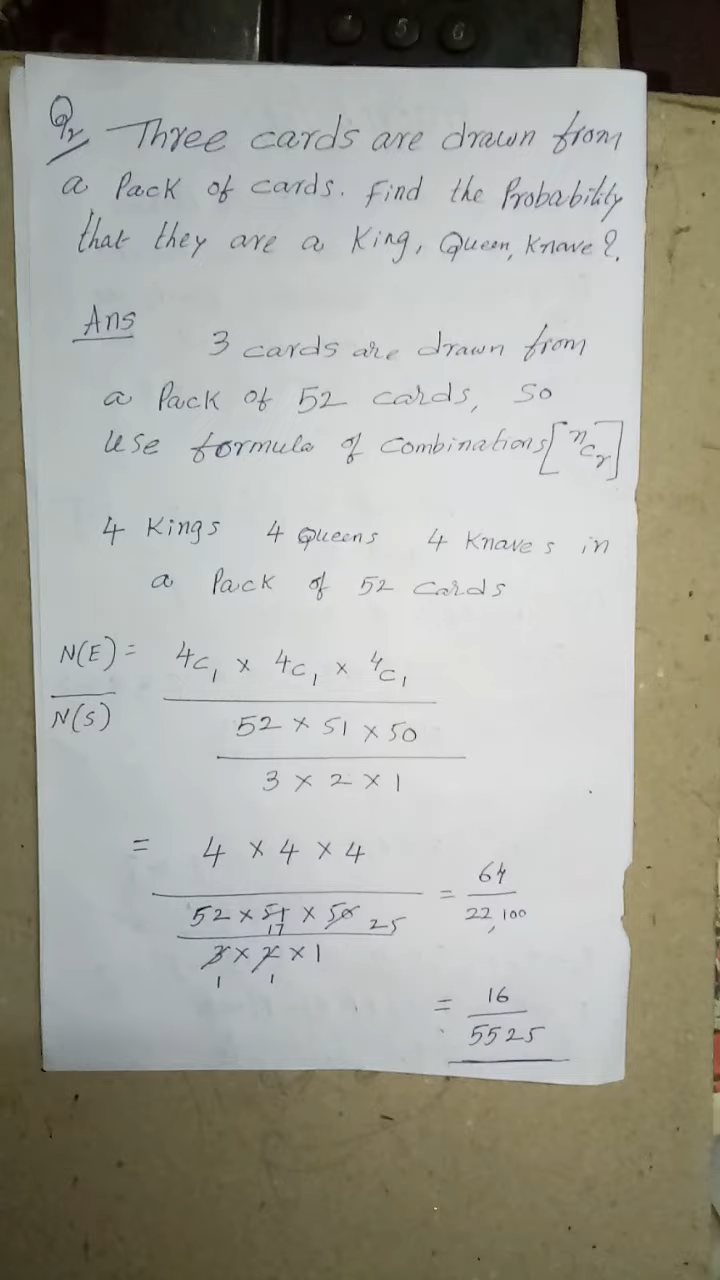 5 6
Qr Three cards are drawn from
a Pack of cards. Find the Probability
that they are a King, Queen, Knave ?.
Ans 3 cards are drawn from
a Pack of 52 cards, So
Use formula of Combinations [nCr]
4 Kings 4 Queens 4 Knaves in
a Pack of 52 Cards
N(E) = 4C1 x 4C1 x 4C1
N(S) 52 x 51 x 50
3 x 2 x 1
= 4 x 4 x 4
52 x 51 x 50 = 64
17 25 22,100
3 x 2 x 1
1 1
= 16
5525